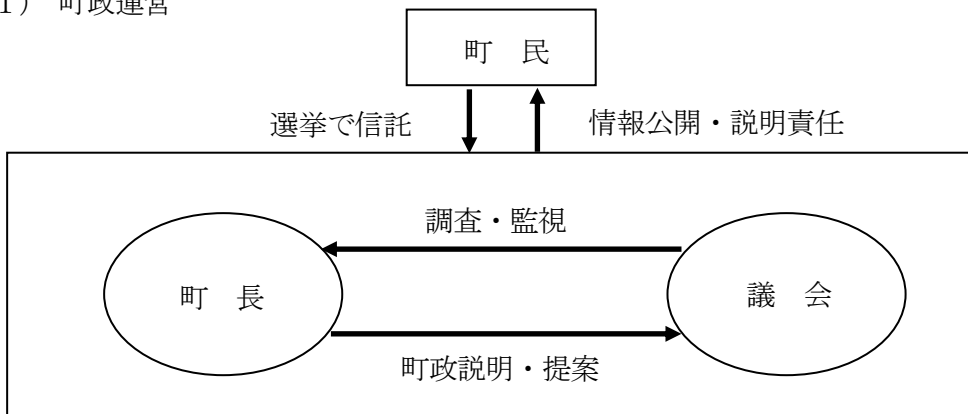 1） 町政運営
町 民
選挙で信託
情報公開・説明責任
調査・監視
町 長
議 会
町政説明・提案